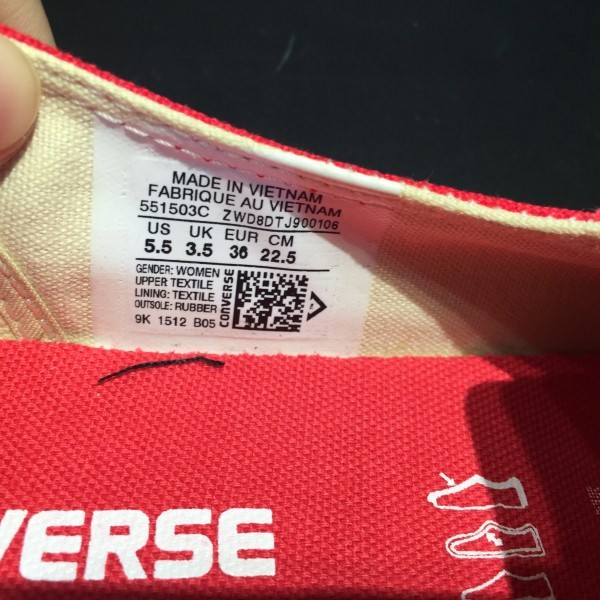 MADE IN VIETNAM
FABRIQUE AU VIETNAM
551503C ZWD8DTJ900106
US UK EUR CM
5.5 3.5 36 22.5
GENDER: WOMEN
UPPER: TEXTILE
LINING: TEXTILE
OUTSOLE: RUBBER
9K 1512 B05
CONVERSE
VERSE